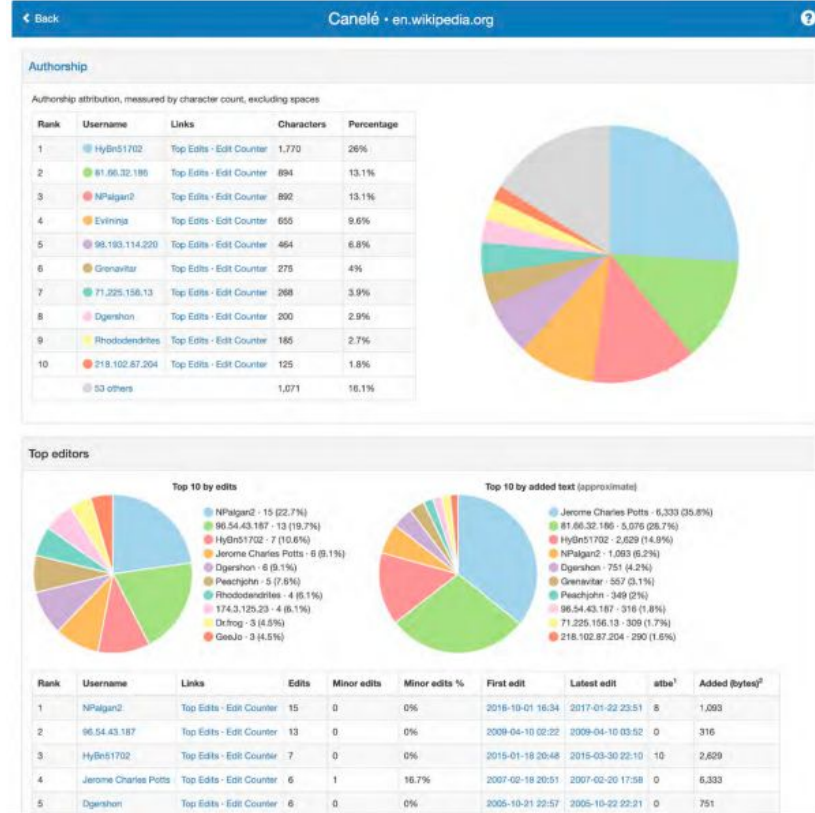 Back
Canelé · en.wikipedia.org
?
Authorship
Authorship attribution, measured by character count, excluding spaces
Rank Username Links Characters Percentage
1 HyBn51702 Top Edits · Edit Counter 1,770 26%
2 81.66.32.186 Top Edits · Edit Counter 894 13.1%
3 NPalgan2 Top Edits · Edit Counter 892 13.1%
4 Evilninja Top Edits · Edit Counter 655 9.6%
5 98.193.114.220 Top Edits · Edit Counter 464 6.8%
6 Grenavitar Top Edits · Edit Counter 275 4%
7 71.225.156.13 Top Edits · Edit Counter 268 3.9%
8 Dgershon Top Edits · Edit Counter 200 2.9%
9 Rhododendrites Top Edits · Edit Counter 185 2.7%
10 218.102.87.204 Top Edits · Edit Counter 125 1.8%
53 others 1,071 16.1%
Top editors
Top 10 by edits
NPalgan2 · 15 (22.7%)
96.54.43.187 · 13 (19.7%)
HyBn51702 · 7 (10.6%)
Jerome Charles Potts · 6 (9.1%)
Dgershon · 6 (9.1%)
Peachjohn · 5 (7.6%)
Rhododendrites · 4 (6.1%)
174.3.125.23 · 4 (6.1%)
Dr.frog · 3 (4.5%)
GeeJo · 3 (4.5%)
Top 10 by added text (approximate)
Jerome Charles Potts · 6,333 (35.8%)
81.66.32.186 · 5,076 (28.7%)
HyBn51702 · 2,629 (14.9%)
NPalgan2 · 1,093 (6.2%)
Dgershon · 751 (4.2%)
Grenavitar · 557 (3.1%)
Peachjohn · 349 (2%)
96.54.43.187 · 316 (1.8%)
71.225.156.13 · 309 (1.7%)
218.102.87.204 · 290 (1.6%)
Rank Username Links Edits Minor edits Minor edits % First edit Latest edit atbe1 Added (bytes)2
1 NPalgan2 Top Edits · Edit Counter 15 0 0% 2016-10-01 16:34 2017-01-22 23:51 8 1,093
2 96.54.43.187 Top Edits · Edit Counter 13 0 0% 2009-04-10 02:22 2009-04-10 03:52 0 316
3 HyBn51702 Top Edits · Edit Counter 7 0 0% 2015-01-18 20:48 2015-03-30 22:10 10 2,629
4 Jerome Charles Potts Top Edits · Edit Counter 6 1 16.7% 2007-02-18 20:51 2007-02-20 17:58 0 6,333
5 Dgershon Top Edits · Edit Counter 6 0 0% 2005-10-21 22:57 2005-10-22 22:21 0 751